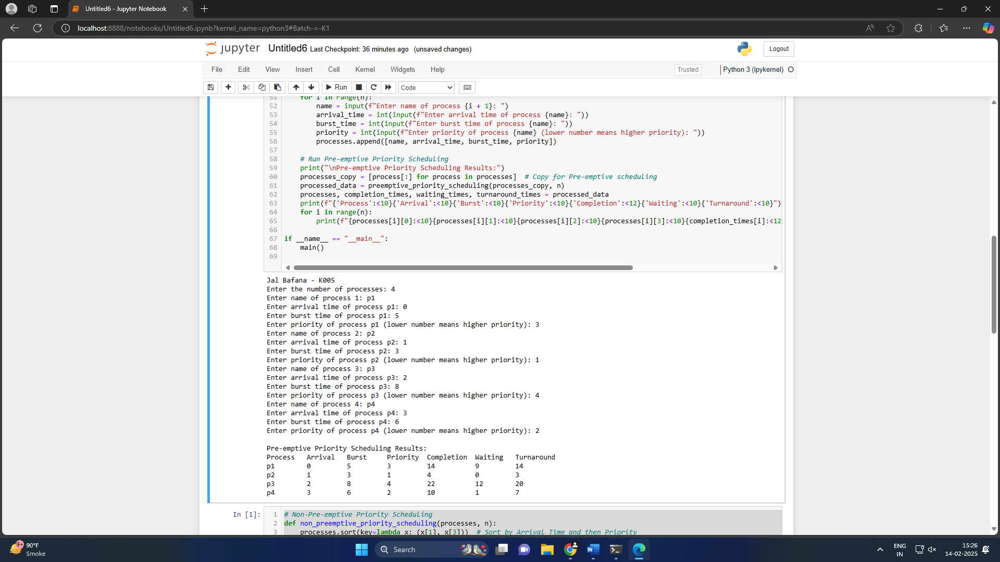 Untitled6 - Jupyter Notebook
localhost:8888/notebooks/Untitled6.ipynb?kernel_name=python3#Batch-=-K1
jupyter Untitled6 Last Checkpoint: 36 minutes ago (unsaved changes)
Logout
File Edit View Insert Cell Kernel Widgets Help
Trusted
Python 3 (ipykernel)
Run
Code
51 for i in range(n):
52 name = input(f"Enter name of process {i + 1}: ")
53 arrival_time = int(input(f"Enter arrival time of process {name}: "))
54 burst_time = int(input(f"Enter burst time of process {name}: "))
55 priority = int(input(f"Enter priority of process {name} (lower number means higher priority): "))
56 processes.append([name, arrival_time, burst_time, priority])
57
58 # Run Pre-emptive Priority Scheduling
59 print("\nPre-emptive Priority Scheduling Results:")
60 processes_copy = [process[:] for process in processes]  # Copy for Pre-emptive scheduling
61 processed_data = preemptive_priority_scheduling(processes_copy, n)
62 processes, completion_times, waiting_times, turnaround_times = processed_data
63 print(f"{'Process':<10}{'Arrival':<10}{'Burst':<10}{'Priority':<10}{'Completion':<12}{'Waiting':<10}{'Turnaround':<10}")
64 for i in range(n):
65 print(f"{processes[i][0]:<10}{processes[i][1]:<10}{processes[i][2]:<10}{processes[i][3]:<10}{completion_times[i]:<12
66
67 if __name__ == "__main__":
68 main()
69
Jal Bafana - K005
Enter the number of processes: 4
Enter name of process 1: p1
Enter arrival time of process p1: 0
Enter burst time of process p1: 5
Enter priority of process p1 (lower number means higher priority): 3
Enter name of process 2: p2
Enter arrival time of process p2: 1
Enter burst time of process p2: 3
Enter priority of process p2 (lower number means higher priority): 1
Enter name of process 3: p3
Enter arrival time of process p3: 2
Enter burst time of process p3: 8
Enter priority of process p3 (lower number means higher priority): 4
Enter name of process 4: p4
Enter arrival time of process p4: 3
Enter burst time of process p4: 6
Enter priority of process p4 (lower number means higher priority): 2
Pre-emptive Priority Scheduling Results:
Process Arrival Burst Priority Completion Waiting Turnaround
p1 0 5 3 14 9 14
p2 1 3 1 4 0 3
p3 2 8 4 22 12 20
p4 3 6 2 10 1 7
In [1]:
1 # Non-Pre-emptive Priority Scheduling
2 def non_preemptive_priority_scheduling(processes, n):
3 processes.sort(key=lambda x: (x[1], x[3]))  # Sort by Arrival Time and then Priority
9+
90°F
Smoke
Search
ENG
IN
15:26
14-02-2025